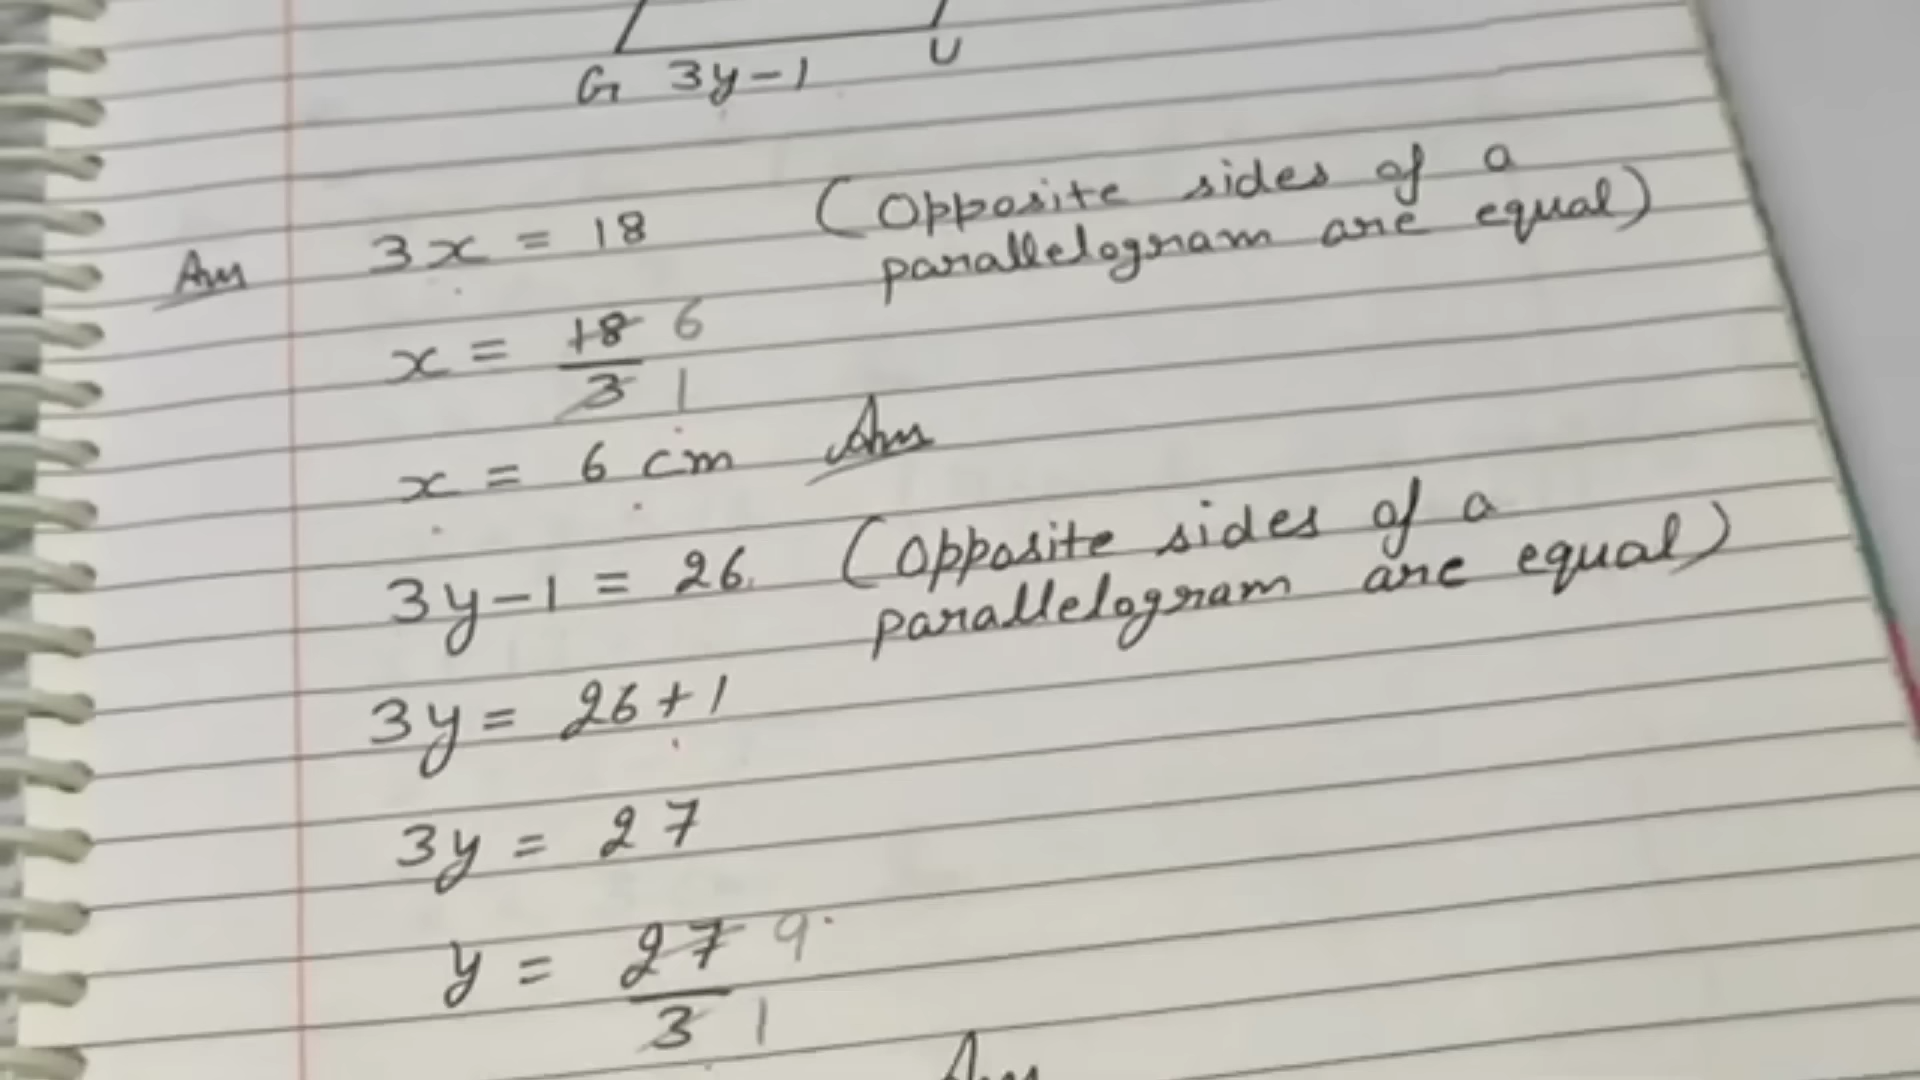 G 3y-1 U
Ans 3x = 18 (Opposite sides of a
parallelogram are equal)
x = 18 6
3 1
x = 6 cm Ans
3y-1 = 26. (Opposite sides of a
parallelogram are equal)
3y = 26+1
3y = 27
y = 27 9
3 1
Ans